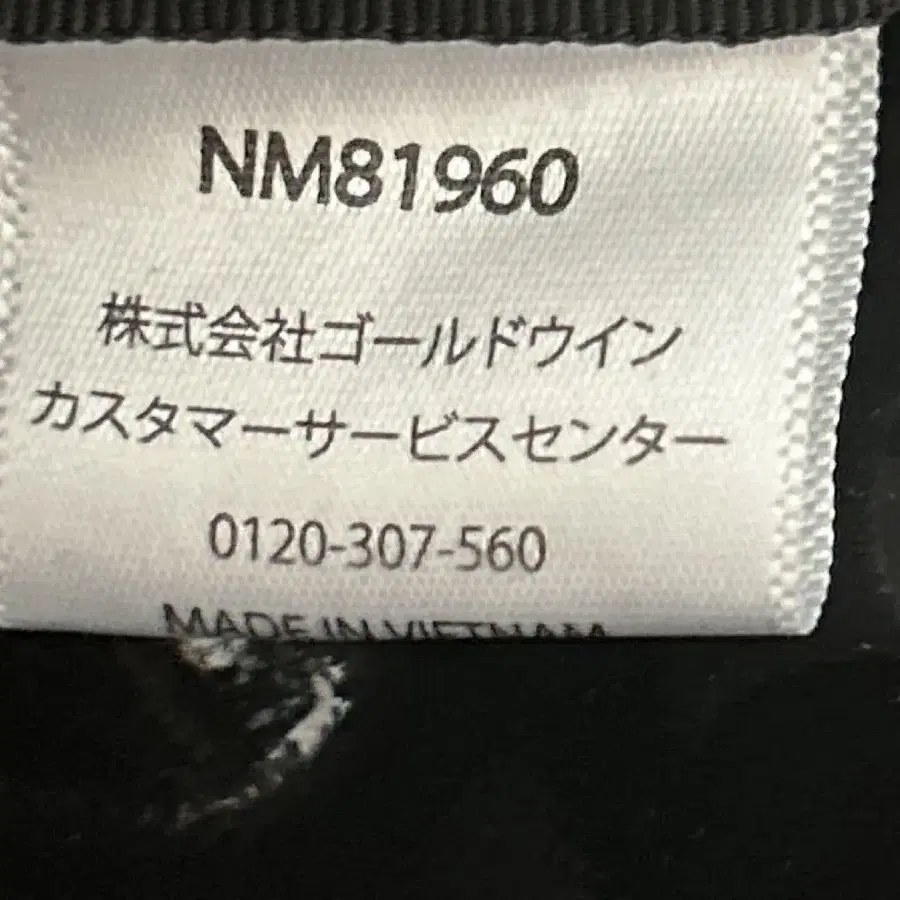 NM81960
株式会社ゴールドウイン
カスタマーサービスセンター
0120-307-560
MADE IN VIETNAM